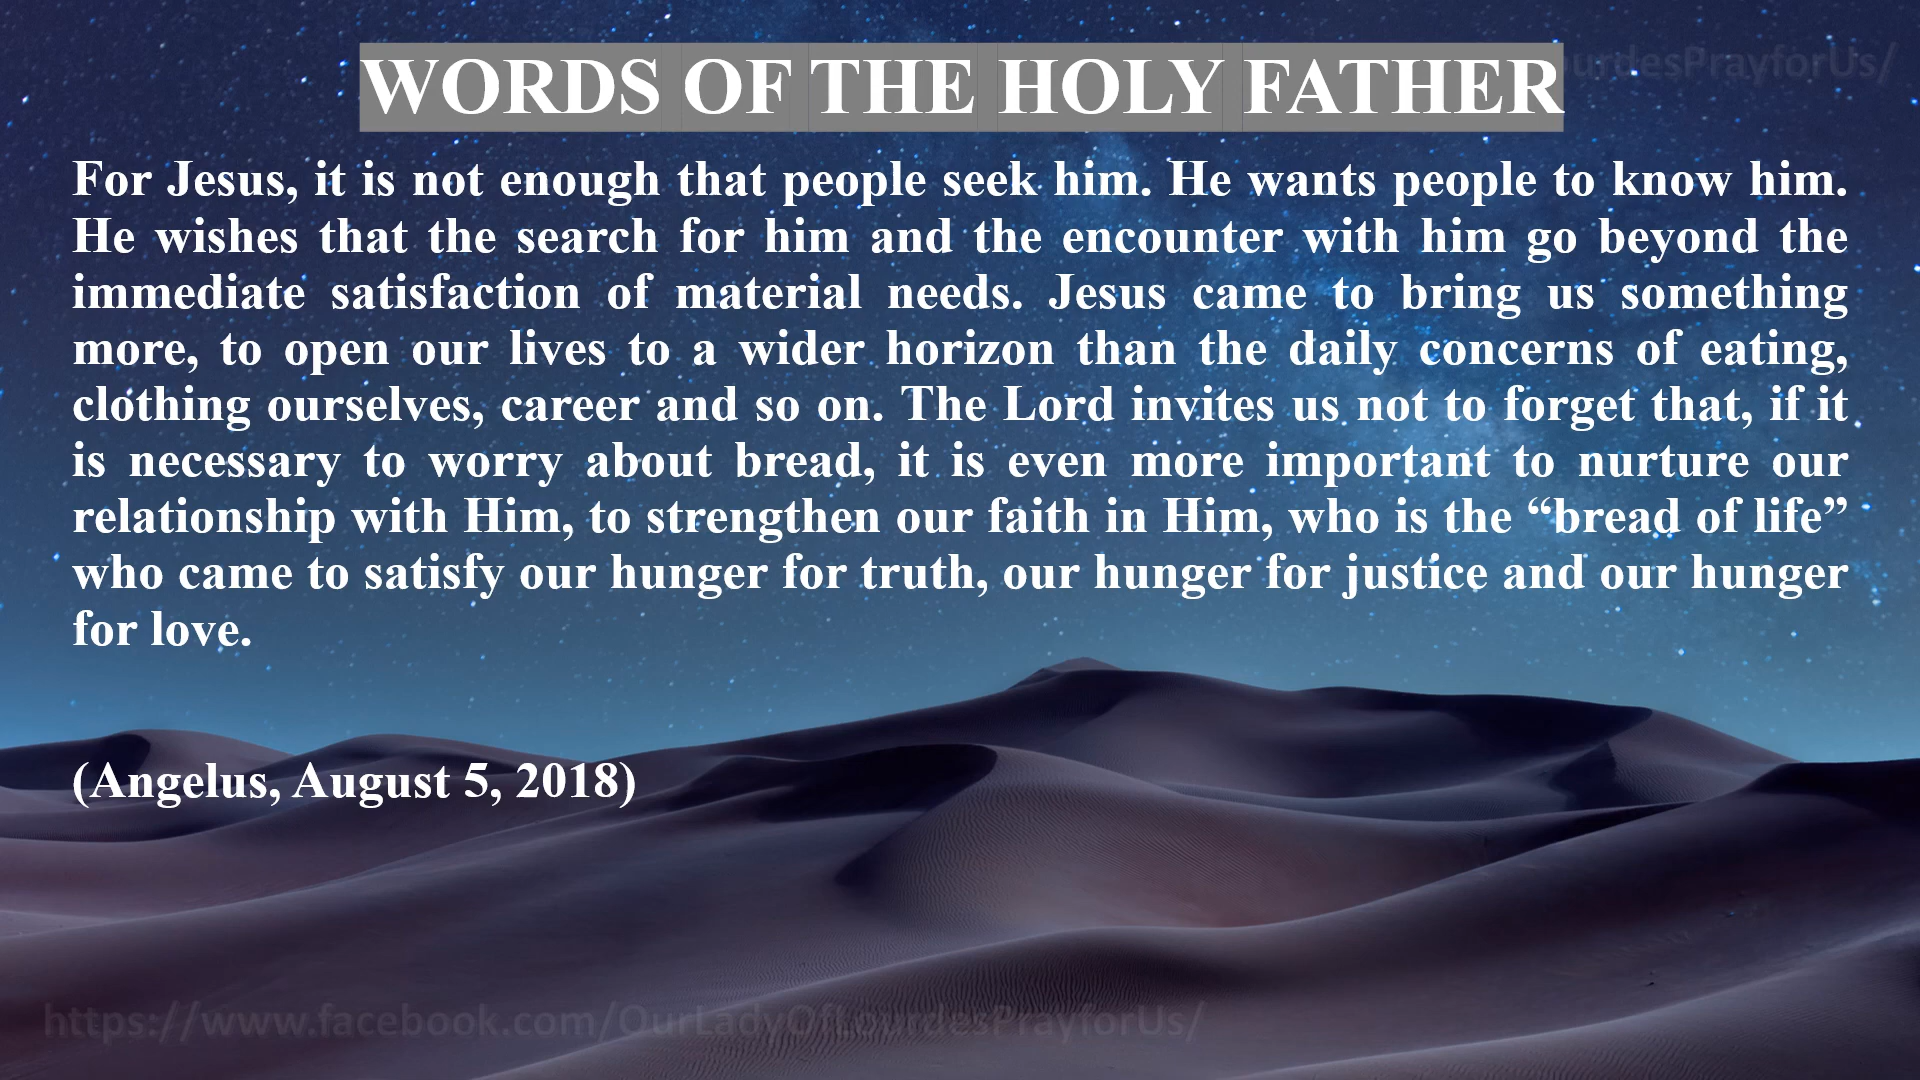 WORDS OF THE HOLY FATHER
urdesPrayforUs/
For Jesus, it is not enough that people seek him. He wants people to know him.
He wishes that the search for him and the encounter with him go beyond the
immediate satisfaction of material needs. Jesus came to bring us something
more, to open our lives to a wider horizon than the daily concerns of eating,
clothing ourselves, career and so on. The Lord invites us not to forget that, if it
is necessary to worry about bread, it is even more important to nurture our
relationship with Him, to strengthen our faith in Him, who is the “bread of life”
who came to satisfy our hunger for truth, our hunger for justice and our hunger
for love.
(Angelus, August 5, 2018)
https://www.facebook.com/OurLadyOfLourdesPrayforUs/